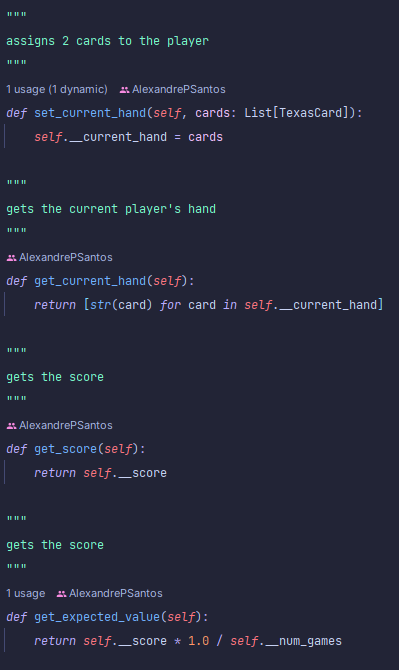 """
assigns 2 cards to the player
"""
1 usage (1 dynamic) AlexandrePSantos
def set_current_hand(self, cards: List[TexasCard]):
self.__current_hand = cards
"""
gets the current player's hand
"""
AlexandrePSantos
def get_current_hand(self):
return [str(card) for card in self.__current_hand]
"""
gets the score
"""
AlexandrePSantos
def get_score(self):
return self.__score
"""
gets the score
"""
1 usage AlexandrePSantos
def get_expected_value(self):
return self.__score * 1.0 / self.__num_games